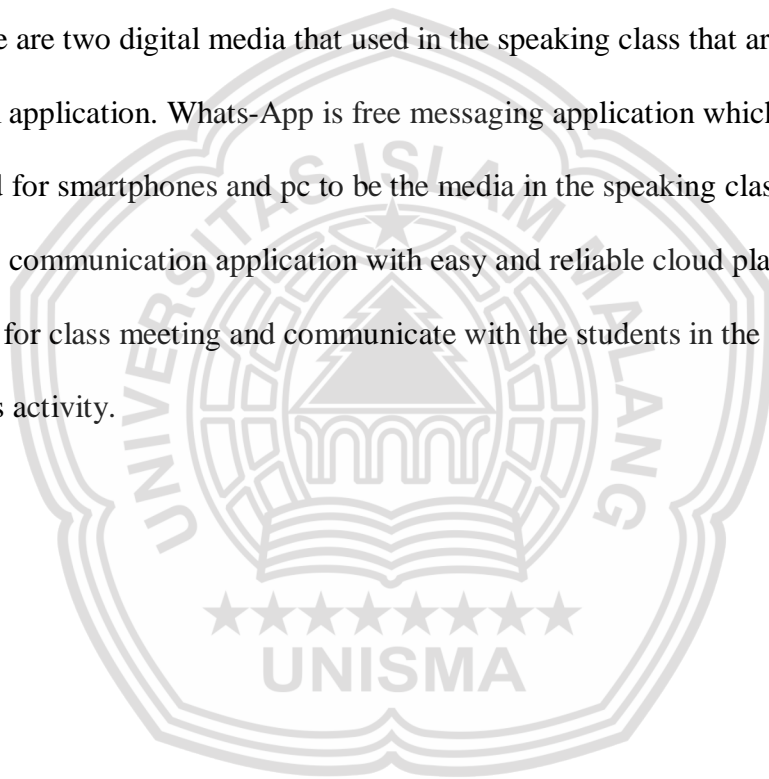 e are two digital media that used in the speaking class that ar
application. Whats-App is free messaging application which
for smartphones and pc to be the media in the speaking clas
communication application with easy and reliable cloud pla
for class meeting and communicate with the students in the
s activity.
UNIVERSITAS ISLAM MALANG
UNISMA